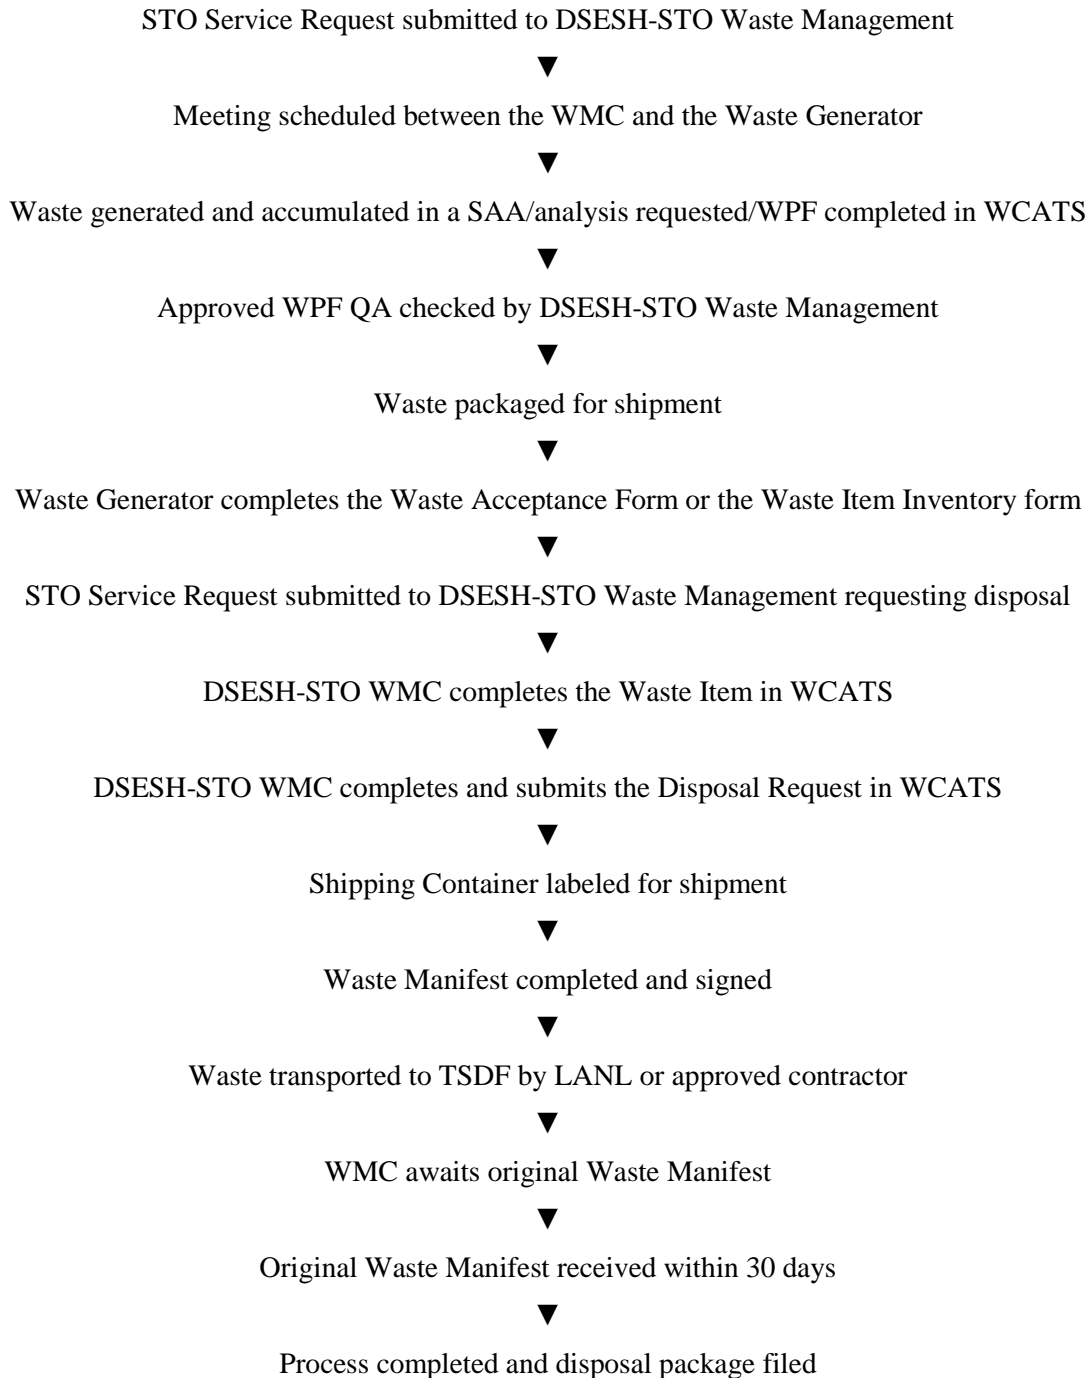 STO Service Request submitted to DSESH-STO Waste Management
▼
Meeting scheduled between the WMC and the Waste Generator
▼
Waste generated and accumulated in a SAA/analysis requested/WPF completed in WCATS
▼
Approved WPF QA checked by DSESH-STO Waste Management
▼
Waste packaged for shipment
▼
Waste Generator completes the Waste Acceptance Form or the Waste Item Inventory form
▼
STO Service Request submitted to DSESH-STO Waste Management requesting disposal
▼
DSESH-STO WMC completes the Waste Item in WCATS
▼
DSESH-STO WMC completes and submits the Disposal Request in WCATS
▼
Shipping Container labeled for shipment
▼
Waste Manifest completed and signed
▼
Waste transported to TSDF by LANL or approved contractor
▼
WMC awaits original Waste Manifest
▼
Original Waste Manifest received within 30 days
▼
Process completed and disposal package filed